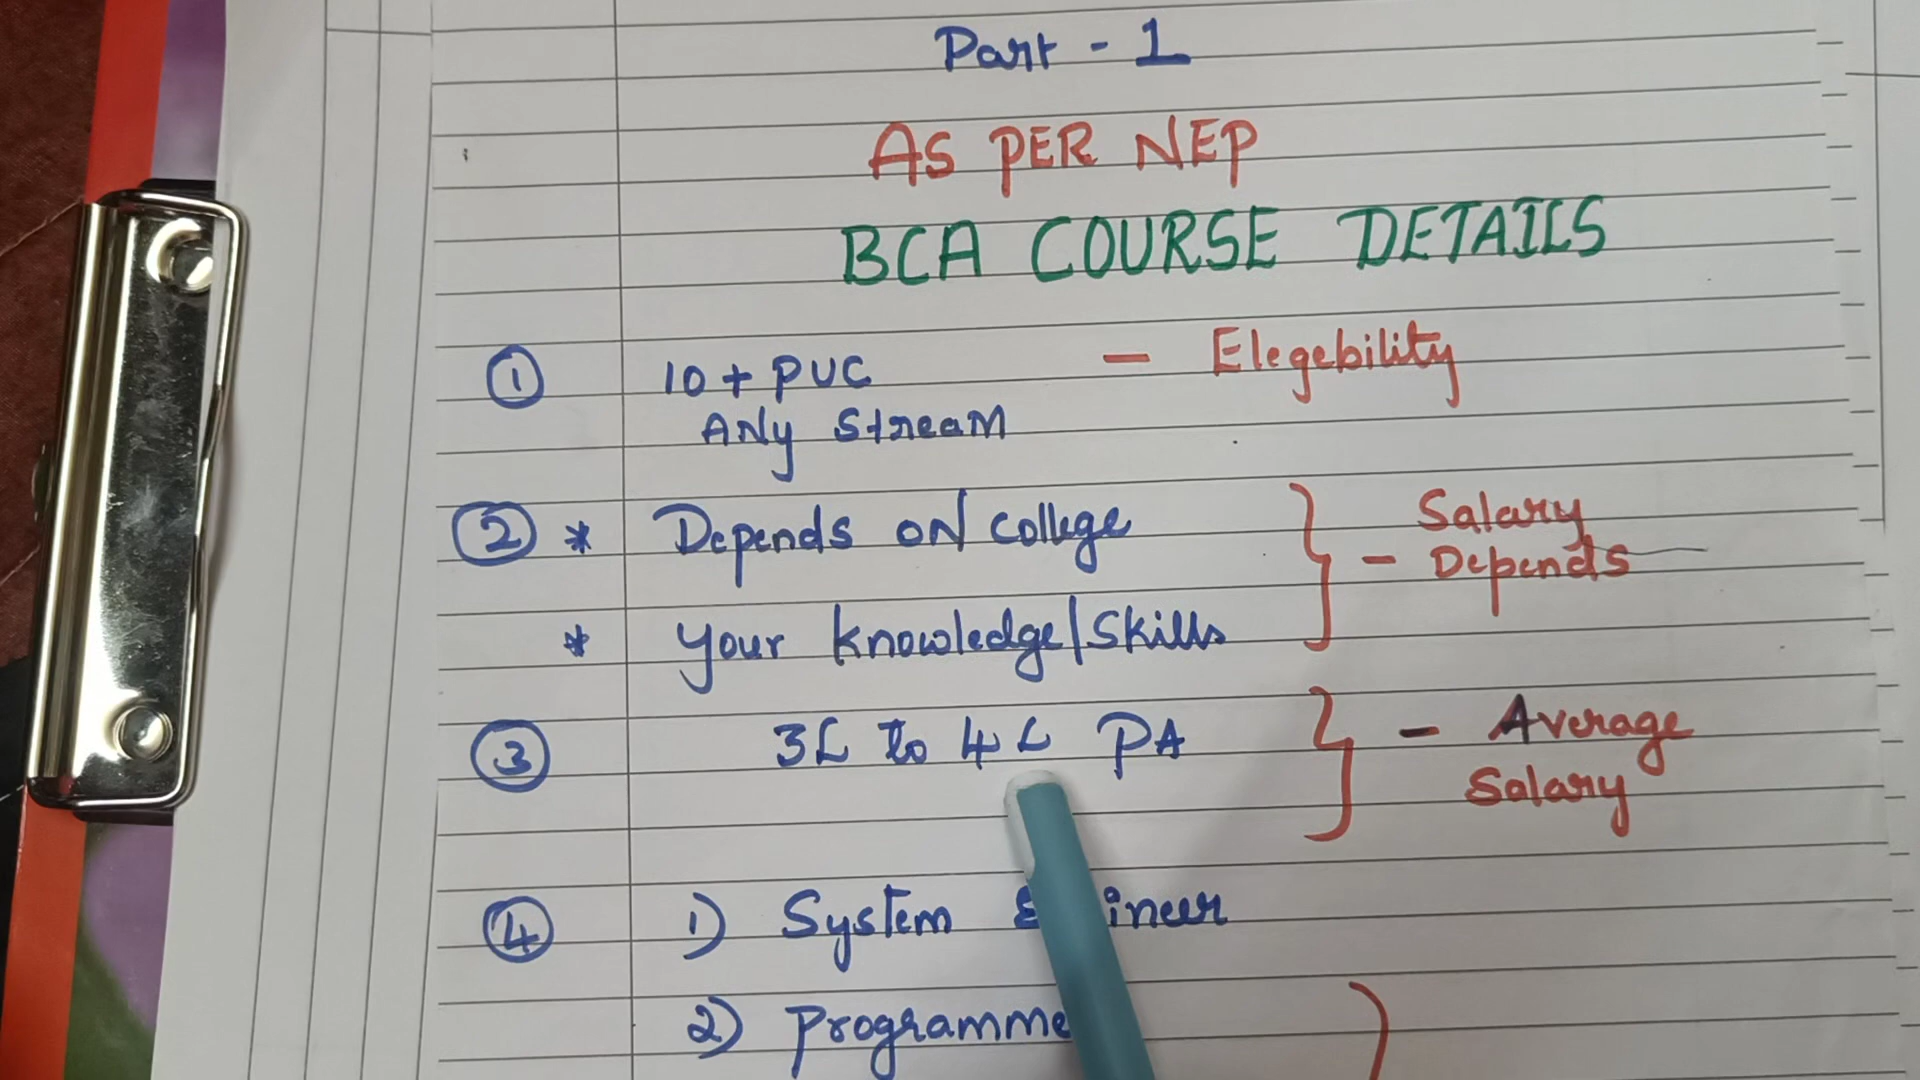 Part - 1
AS PER NEP
BCA COURSE DETAILS
① 10 + PUC - Elegebility
ANy StreaM
② * Depends ON College } - Salary Depends
* your knowledge/Skills
③ 3L to 4L PA } - Average Salary
④ 1) System
2)